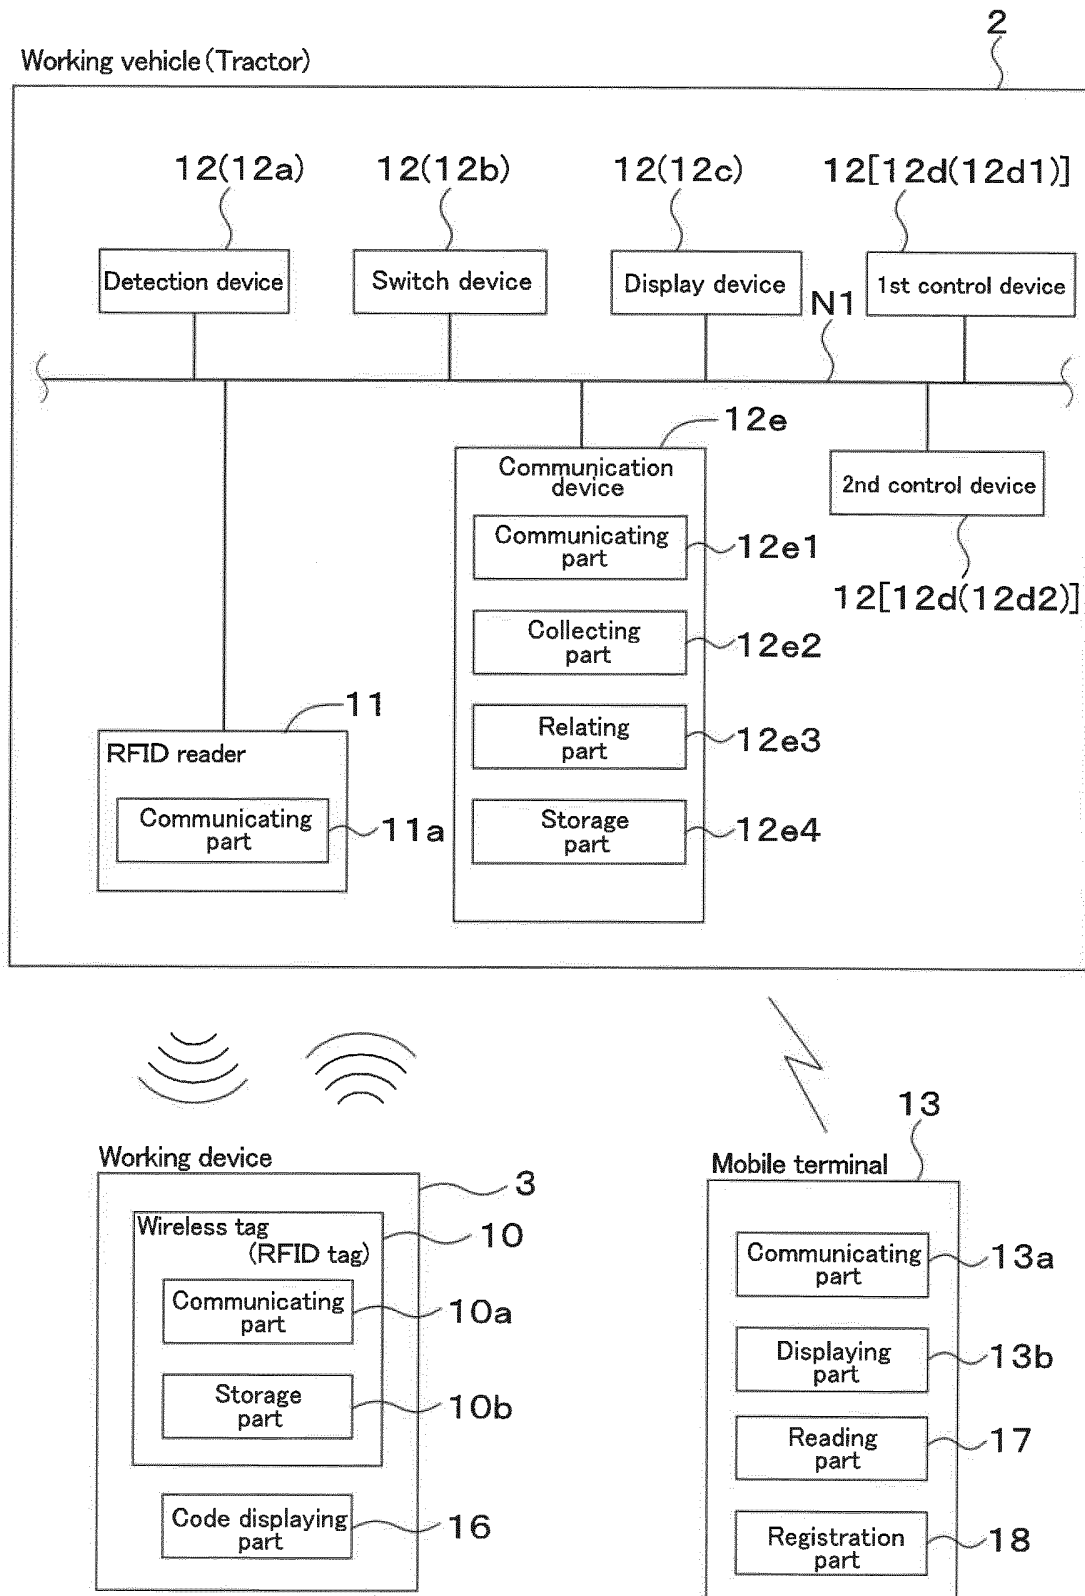 2
Working vehicle(Tractor)
12(12a)
12(12b)
12(12c)
12[12d(12d1)]
Detection device
Switch device
Display device
1st control device
N1
12e
Communication
device
2nd control device
Communicating
part
12e1
12[12d(12d2)]
Collecting
part
12e2
11
RFID reader
Relating
part
12e3
Communicating
part
11a
Storage
part
12e4
13
Working device
Mobile terminal
3
Wireless tag
(RFID tag)
10
Communicating
part
13a
Communicating
part
10a
Displaying
part
13b
Storage
part
10b
Reading
part
17
Code displaying
part
16
Registration
part
18